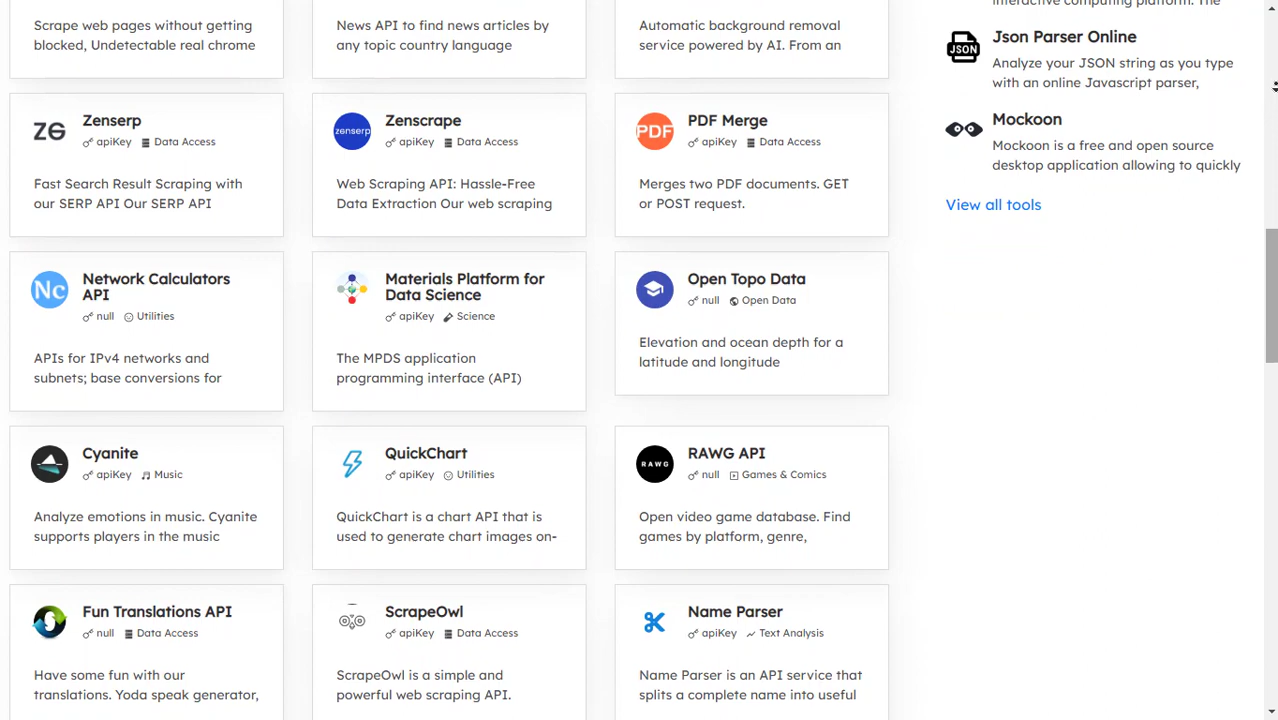 Scrape web pages without getting
blocked, Undetectable real chrome
News API to find news articles by
any topic country language
Automatic background removal
service powered by AI. From an
ZG
Zenserp
apiKey Data Access
Fast Search Result Scraping with
our SERP API Our SERP API
zenserp
Zenscrape
apiKey Data Access
Web Scraping API: Hassle-Free
Data Extraction Our web scraping
PDF
PDF Merge
apiKey Data Access
Merges two PDF documents. GET
or POST request.
Nc
Network Calculators
API
null Utilities
APIs for IPv4 networks and
subnets; base conversions for
Materials Platform for
Data Science
apiKey Science
The MPDS application
programming interface (API)
Open Topo Data
null Open Data
Elevation and ocean depth for a
latitude and longitude
Cyanite
apiKey Music
Analyze emotions in music. Cyanite
supports players in the music
QuickChart
apiKey Utilities
QuickChart is a chart API that is
used to generate chart images on-
RAWG
RAWG API
null Games & Comics
Open video game database. Find
games by platform, genre,
Fun Translations API
null Data Access
Have some fun with our
translations. Yoda speak generator,
ScrapeOwl
apiKey Data Access
ScrapeOwl is a simple and
powerful web scraping API.
Name Parser
apiKey Text Analysis
Name Parser is an API service that
splits a complete name into useful
interactive computing platform. The
JSON
Json Parser Online
Analyze your JSON string as you type
with an online Javascript parser,
Mockoon
Mockoon is a free and open source
desktop application allowing to quickly
View all tools